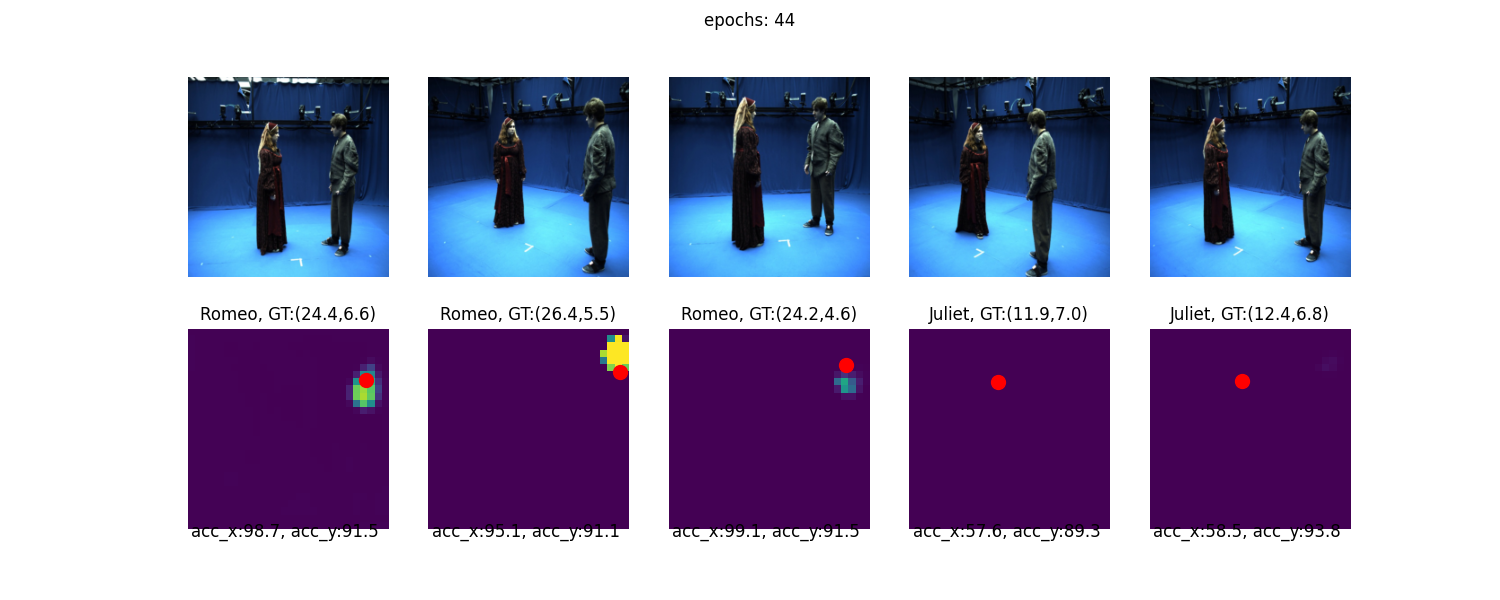 epochs: 44
Romeo, GT:(24.4,6.6)
Romeo, GT:(26.4,5.5)
Romeo, GT:(24.2,4.6)
Juliet, GT:(11.9,7.0)
Juliet, GT:(12.4,6.8)
acc_x:98.7, acc_y:91.5
acc_x:95.1, acc_y:91.1
acc_x:99.1, acc_y:91.5
acc_x:57.6, acc_y:89.3
acc_x:58.5, acc_y:93.8